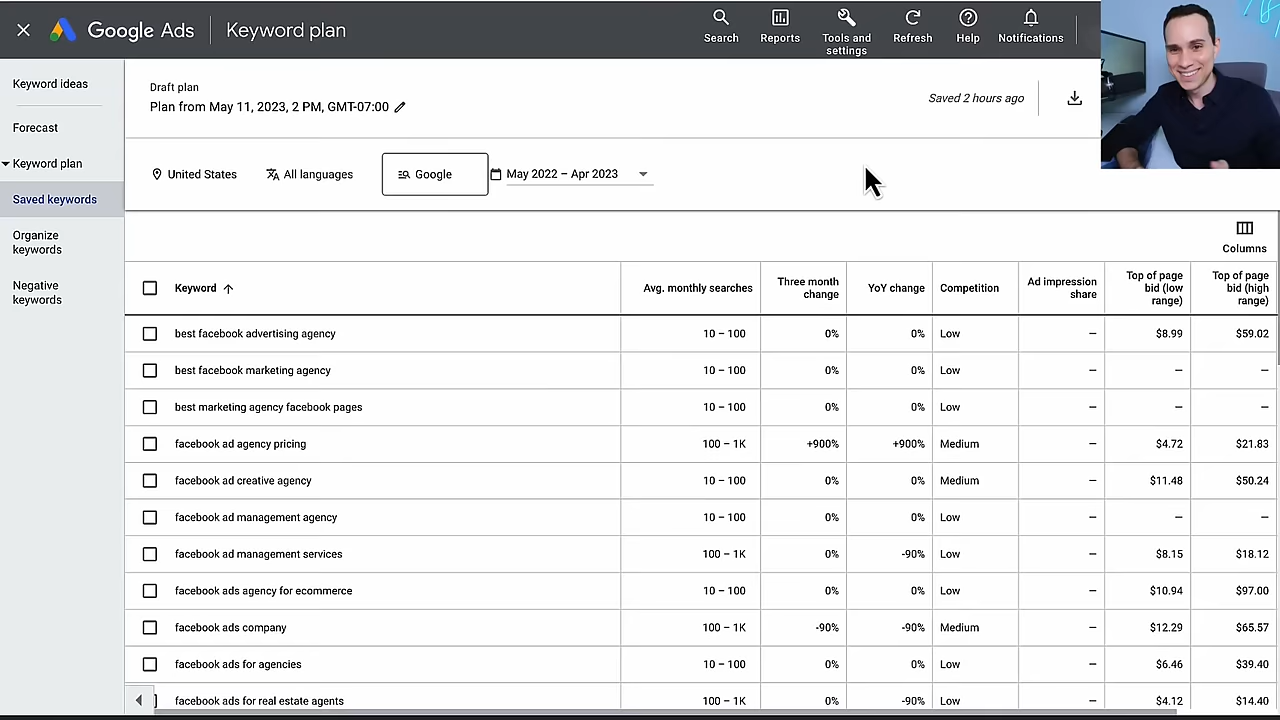 Google Ads Keyword plan
Search Reports Tools and settings Refresh Help Notifications
Keyword ideas
Forecast
Keyword plan
Saved keywords
Organize keywords
Negative keywords
Draft plan
Plan from May 11, 2023, 2 PM, GMT-07:00
Saved 2 hours ago
United States All languages Google May 2022 – Apr 2023
Columns
Keyword Avg. monthly searches Three month change YoY change Competition Ad impression share Top of page bid (low range) Top of page bid (high range)
best facebook advertising agency 10 – 100 0% 0% Low – $8.99 $59.02
best facebook marketing agency 10 – 100 0% 0% Low – – –
best marketing agency facebook pages 10 – 100 0% 0% Low – – –
facebook ad agency pricing 100 – 1K +900% +900% Medium – $4.72 $21.83
facebook ad creative agency 10 – 100 0% 0% Medium – $11.48 $50.24
facebook ad management agency 10 – 100 0% 0% Low – – –
facebook ad management services 100 – 1K 0% -90% Low – $8.15 $18.12
facebook ads agency for ecommerce 10 – 100 0% 0% Low – $10.94 $97.00
facebook ads company 100 – 1K -90% -90% Medium – $12.29 $65.57
facebook ads for agencies 10 – 100 0% 0% Low – $6.46 $39.40
facebook ads for real estate agents 100 – 1K 0% -90% Low – $4.12 $14.40